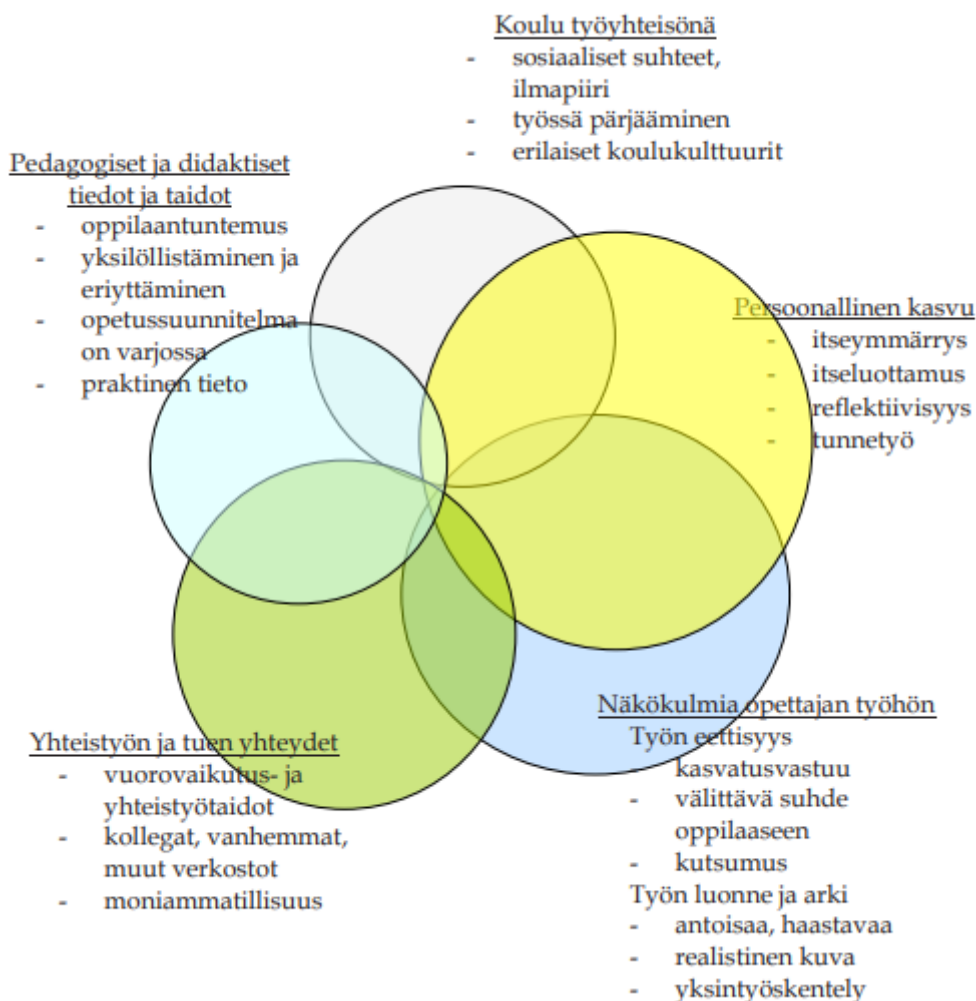 Koulu työyhteisönä
- sosiaaliset suhteet,
ilmapiiri
- työssä pärjääminen
- erilaiset koulukulttuurit
Pedagogiset ja didaktiset
tiedot ja taidot
- oppilaantuntemus
- yksilöllistäminen ja
eriyttäminen
- opetussuunnitelma
on varjossa
- praktinen tieto
Persoonallinen kasvu
- itseymmärrys
- itseluottamus
- reflektiivisyys
- tunnetyö
Yhteistyön ja tuen yhteydet
- vuorovaikutus- ja
yhteistyötaidot
- kollegat, vanhemmat,
muut verkostot
- moniammatillisuus
Näkökulmia opettajan työhön
Työn eettisyys
kasvatusvastuu
- välittävä suhde
oppilaaseen
- kutsumus
Työn luonne ja arki
- antoisaa, haastavaa
- realistinen kuva
- yksintyöskentely